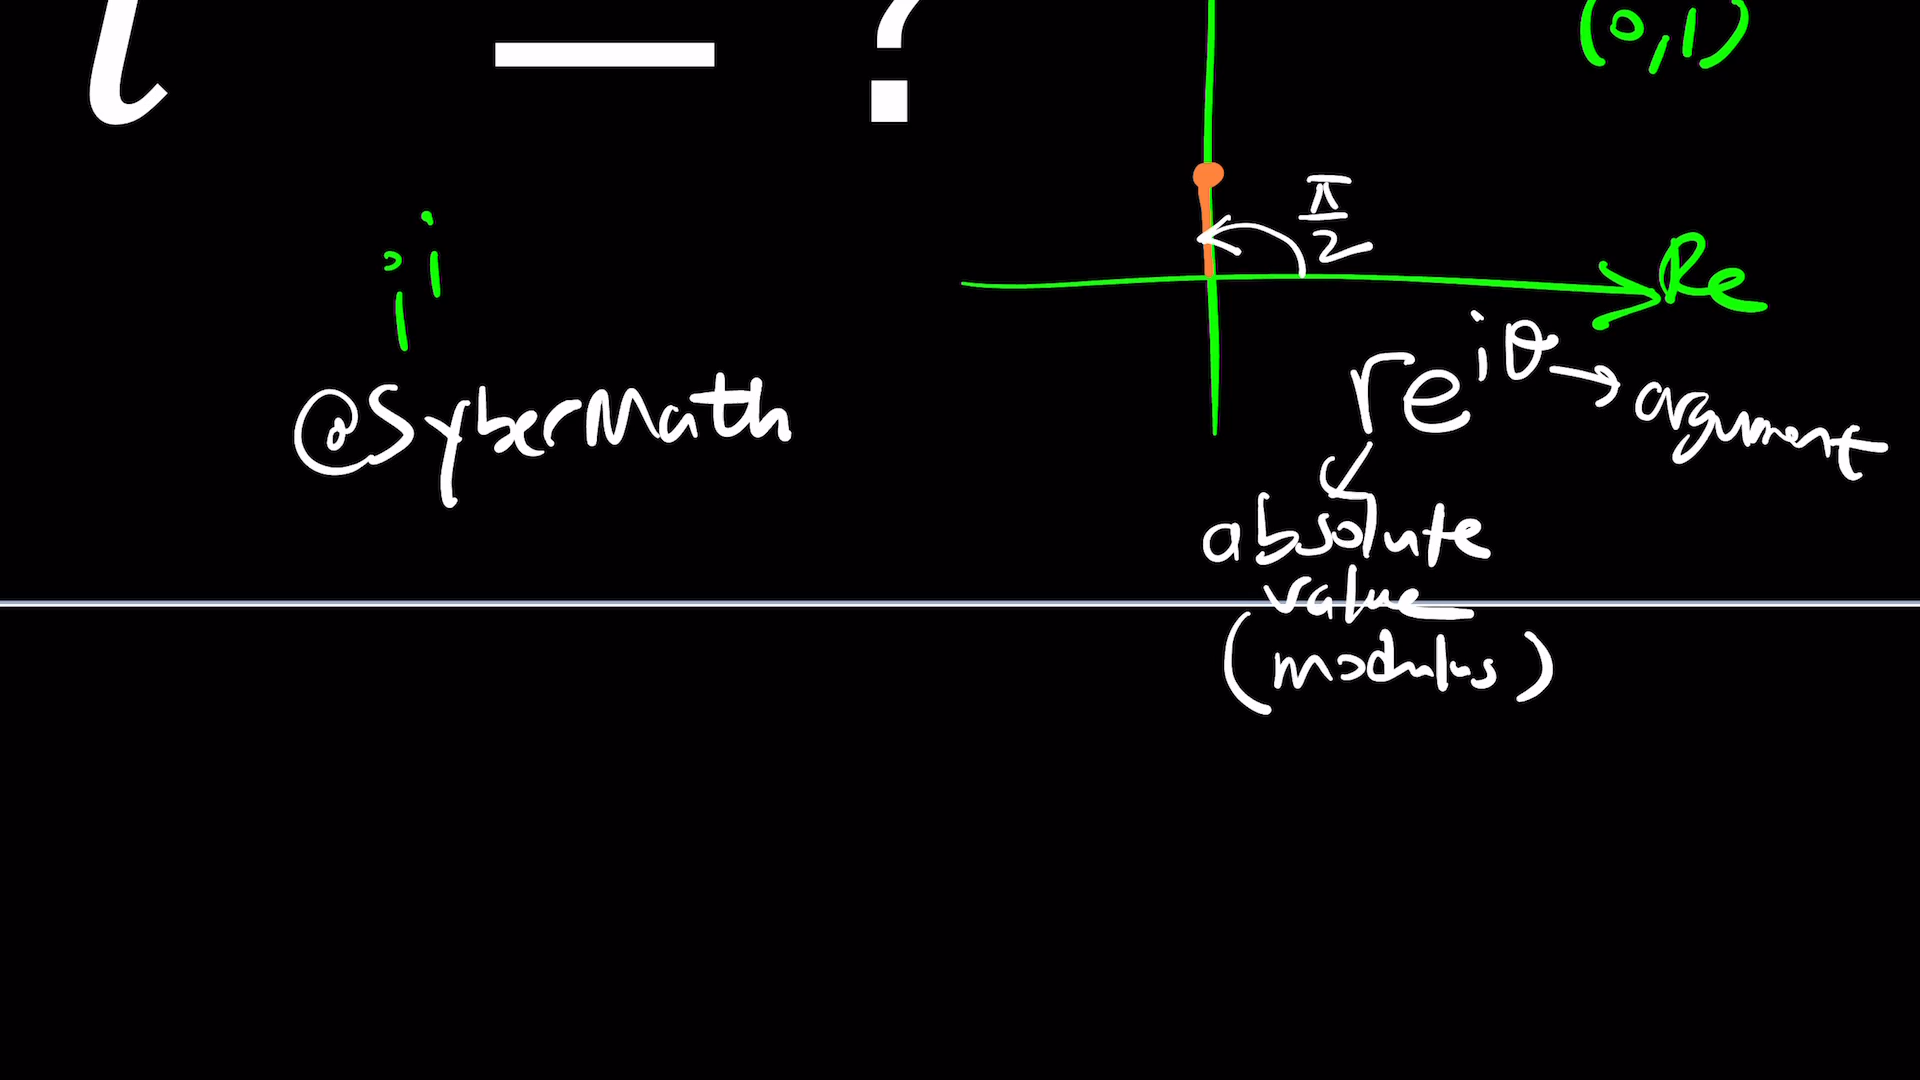 i = ?
(0,1)
π/2
i^i
Re
re^iθ → argument
@SyberMath
absolute
value
(modulus)